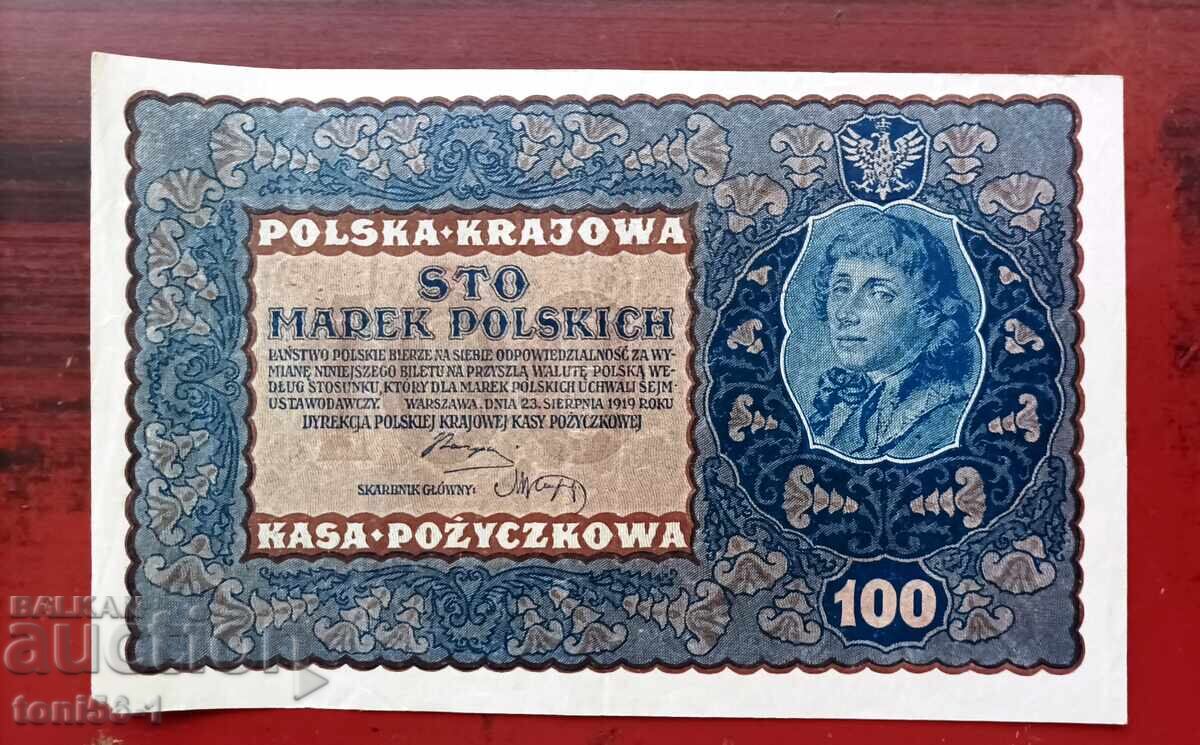 POLSKA·KRAJOWA
STO
MAREK POLSKICH
PAŃSTWO POLSKIE BIERZE NA SIEBIE ODPOWIEDZIALNOŚĆ ZA WY-
MIANĘ NINIEJSZEGO BILETU NA PRZYSZŁĄ WALUTĘ POLSKĄ WE-
DŁUG STOSUNKU, KTÓRY DLA MAREK POLSKICH UCHWALI SEJM-
USTAWODAWCZY. WARSZAWA, DNIA 23. SIERPNIA 1919 ROKU
DYREKCJA POLSKIEJ KRAJOWEJ KASY POŻYCZKOWEJ
SKARBNIK GŁÓWNY:
KASA·POŻYCZKOWA
100
BALKAN
auction
toni56-1